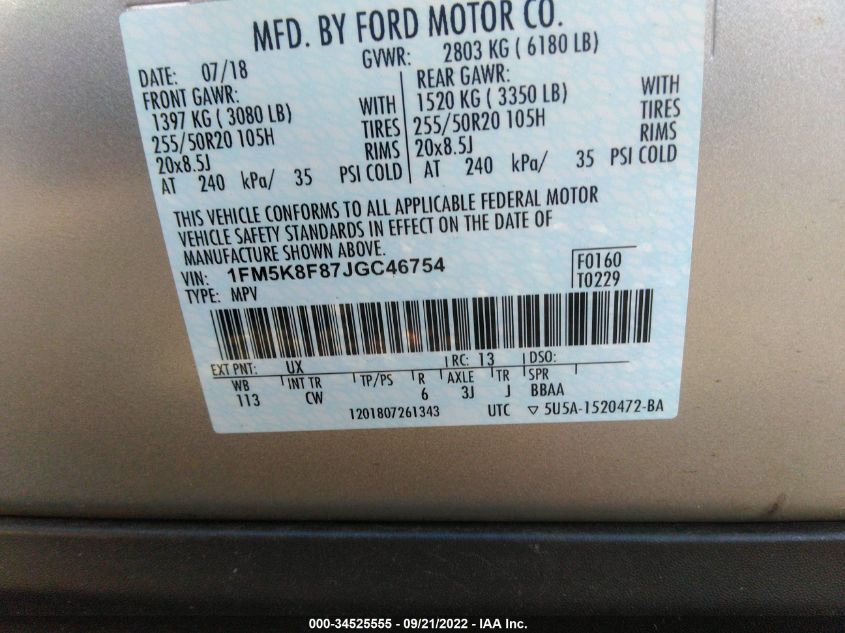 MFD. BY FORD MOTOR CO.
DATE: 07/18 GVWR: 2803 KG ( 6180 LB)
FRONT GAWR: REAR GAWR:
1397 KG ( 3080 LB) WITH 1520 KG ( 3350 LB) WITH
255/50R20 105H TIRES 255/50R20 105H TIRES
20x8.5J RIMS 20x8.5J RIMS
AT 240 kPa/ 35 PSI COLD AT 240 kPa/ 35 PSI COLD
THIS VEHICLE CONFORMS TO ALL APPLICABLE FEDERAL MOTOR
VEHICLE SAFETY STANDARDS IN EFFECT ON THE DATE OF
MANUFACTURE SHOWN ABOVE.
VIN: 1FM5K8F87JGC46754 F0160
TYPE: MPV T0229
EXT PNT: UX RC: 13 DSO:
WB INT TR TP/PS R AXLE TR SPR
113 CW 6 3J J BBAA
1201807261343 UTC ▽ 5U5A-1520472-BA
000-34525555 - 09/21/2022 - IAA Inc.